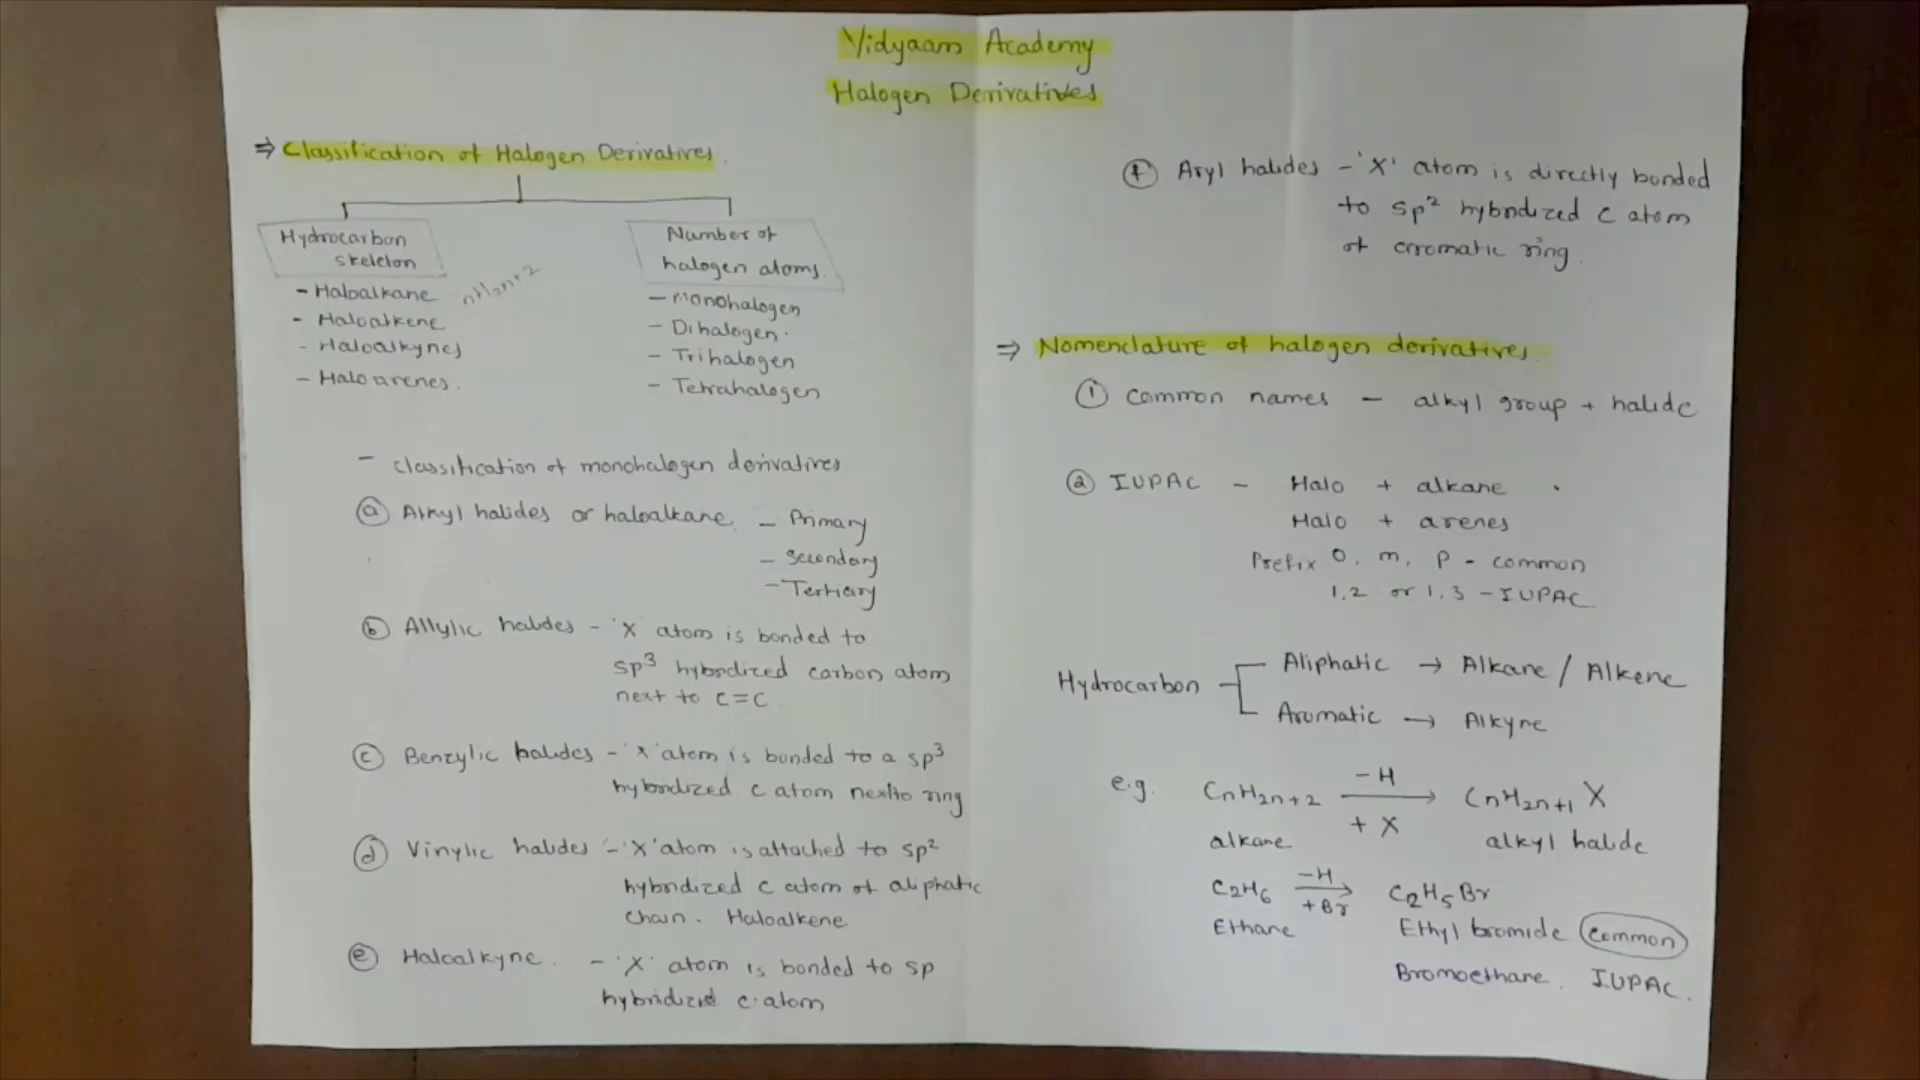 Vidyaam Academy
Halogen Derivatives
⇒ Classification of Halogen Derivatives.
Hydrocarbon
skeleton
- Haloalkane
- Haloalkene
- Haloalkynes
- Haloarenes.
nH2n+2
Number of
halogen atoms
- Monohalogen
- Dihalogen.
- Trihalogen
- Tetrahalogen
- classification of monohalogen derivatives
ⓐ Alkyl halides or haloalkane. - Primary
- Secondary
- Tertiary
ⓑ Allylic halides - 'X' atom is bonded to
sp³ hybridized carbon atom
next to C=C
ⓒ Benzylic halides - 'X' atom is bonded to a sp³
hybridized c atom next to ring
ⓓ Vinylic halides - 'X' atom is attached to sp²
hybridized c atom of aliphatic
chain. Haloalkene
ⓔ Haloalkyne. - 'X' atom is bonded to sp
hybridized c.atom
ⓕ Aryl halides - 'X' atom is directly bonded
to sp² hybridized c atom
of aromatic ring.
⇒ Nomenclature of halogen derivatives.
① Common names - alkyl group + halide
② IUPAC - Halo + alkane
Halo + arenes
Prefix o, m, p - common
1,2 or 1,3 - IUPAC
Hydrocarbon
Aliphatic → Alkane / Alkene
Aromatic → Alkyne
e.g. CnH2n+2 -H + X → CnH2n+1 X
alkane alkyl halide
C2H6 -H +Br → C2H5Br
Ethane Ethyl bromide common
Bromoethane. IUPAC.